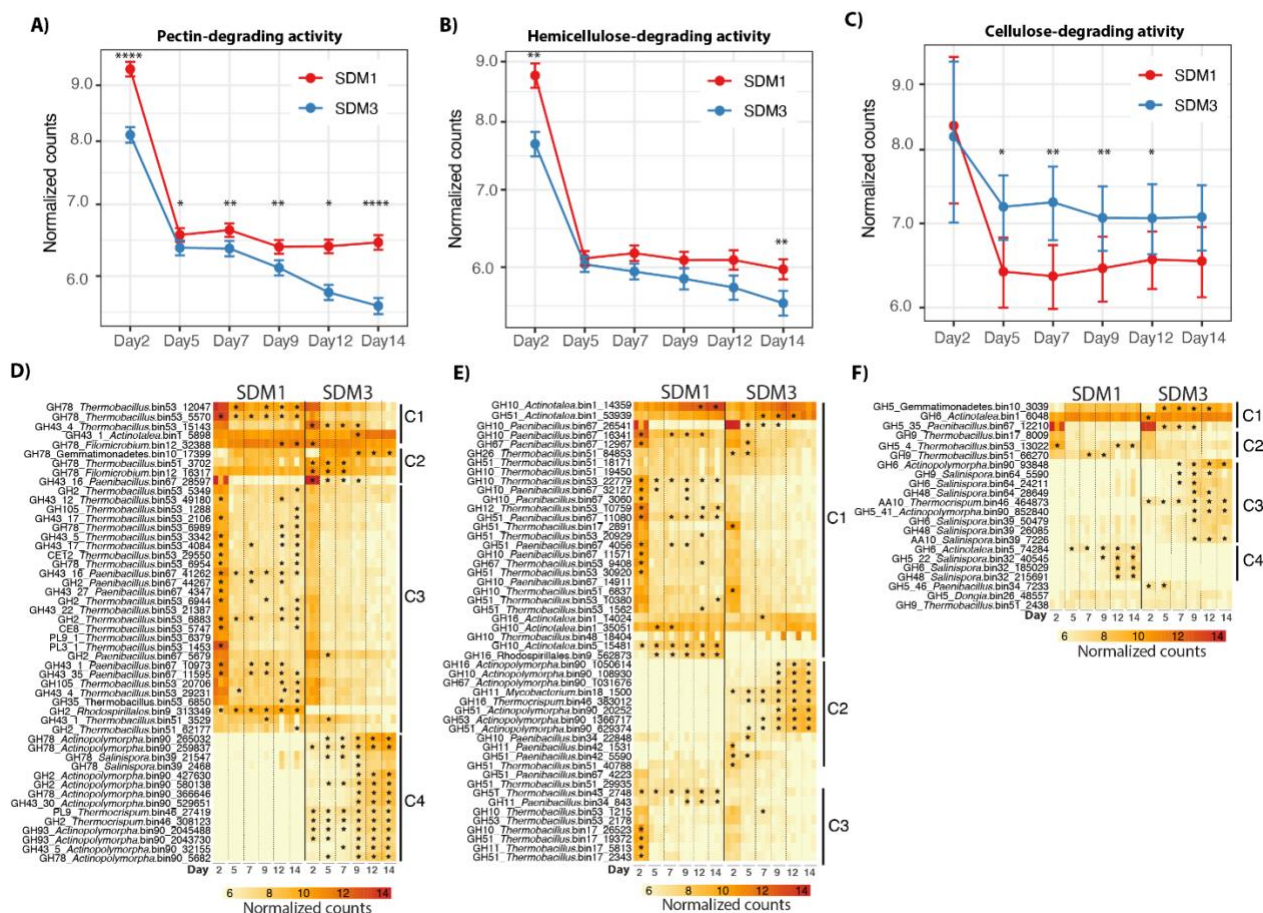 A)
Pectin-degrading activity
****
Normalized counts
9.0
8.0
7.0
6.0
SDM1
SDM3
* ** ** * ****
Day2 Day5 Day7 Day9 Day12 Day14
B)
Hemicellulose-degrading activity
**
Normalized counts
9.0
8.0
7.0
6.0
SDM1
SDM3
**
Day2 Day5 Day7 Day9 Day12 Day14
C)
Cellulose-degrading activity
Normalized counts
9.0
8.0
7.0
6.0
SDM1
SDM3
* ** ** *
Day2 Day5 Day7 Day9 Day12 Day14
D)
SDM1 SDM3
GH78_Thermobacillus.bin53_12047
GH78_Thermobacillus.bin53_5570
GH43_4_Thermobacillus.bin53_15143
GH43_1_Actinotalea.bin1_5898
GH78_Filomicrobium.bin12_32388
GH78_Gemmatimonadetes.bin10_17399
GH78_Thermobacillus.bin51_3702
GH78_Filomicrobium.bin12_16317
GH43_16_Paenibacillus.bin67_28597
GH2_Thermobacillus.bin53_5349
GH43_12_Thermobacillus.bin53_49180
GH105_Thermobacillus.bin53_1288
GH43_17_Thermobacillus.bin53_2106
GH78_Thermobacillus.bin53_6989
GH43_5_Thermobacillus.bin53_3342
GH43_17_Thermobacillus.bin53_4084
CE12_Thermobacillus.bin53_29550
GH78_Thermobacillus.bin53_6954
GH43_16_Paenibacillus.bin67_41262
GH2_Paenibacillus.bin67_44267
GH43_27_Paenibacillus.bin67_4347
GH2_Thermobacillus.bin53_6944
GH43_22_Thermobacillus.bin53_21387
GH2_Thermobacillus.bin53_6883
CE8_Thermobacillus.bin53_5747
PL9_1_Thermobacillus.bin53_6379
PL3_1_Thermobacillus.bin53_1453
GH2_Paenibacillus.bin67_5679
GH43_1_Paenibacillus.bin67_10973
GH43_35_Paenibacillus.bin67_11595
GH105_Thermobacillus.bin53_20706
GH43_4_Thermobacillus.bin53_29231
GH35_Thermobacillus.bin53_6850
GH2_Rhodospirillales.bin9_313349
GH43_1_Thermobacillus.bin51_3529
GH2_Thermobacillus.bin51_62177
GH78_Actinopolymorpha.bin90_265032
GH78_Actinopolymorpha.bin90_259837
GH78_Salinispora.bin39_21547
GH78_Salinispora.bin39_2468
GH2_Actinopolymorpha.bin90_427630
GH2_Actinopolymorpha.bin90_580138
GH78_Actinopolymorpha.bin90_366646
GH43_30_Actinopolymorpha.bin90_529651
PL9_Thermocrispum.bin46_27419
GH2_Thermocrispum.bin46_308123
GH93_Actinopolymorpha.bin90_2045488
GH93_Actinopolymorpha.bin90_2043730
GH43_5_Actinopolymorpha.bin90_32155
GH78_Actinopolymorpha.bin90_5682
C1
C2
C3
C4
Day 2 5 7 9 12 14 2 5 7 9 12 14
6 8 10 12 14
Normalized counts
E)
SDM1 SDM3
GH10_Actinotalea.bin1_14359
GH51_Actinotalea.bin1_53939
GH10_Paenibacillus.bin67_26541
GH10_Paenibacillus.bin67_16341
GH67_Paenibacillus.bin67_12967
GH26_Thermobacillus.bin51_84853
GH51_Thermobacillus.bin51_18171
GH10_Thermobacillus.bin51_19450
GH10_Thermobacillus.bin53_22779
GH10_Paenibacillus.bin67_32127
GH10_Paenibacillus.bin67_3060
GH12_Thermobacillus.bin53_10759
GH51_Paenibacillus.bin67_11080
GH51_Thermobacillus.bin17_2891
GH51_Thermobacillus.bin53_20929
GH51_Paenibacillus.bin67_4056
GH10_Paenibacillus.bin67_11571
GH67_Thermobacillus.bin53_9408
GH51_Thermobacillus.bin53_30920
GH10_Paenibacillus.bin67_14911
GH10_Thermobacillus.bin51_6837
GH51_Thermobacillus.bin53_10380
GH51_Thermobacillus.bin53_1562
GH16_Actinotalea.bin1_14024
GH10_Actinotalea.bin1_35051
GH10_Thermobacillus.bin48_18404
GH10_Actinotalea.bin5_15481
GH16_Rhodospirillales.bin9_562873
GH16_Actinopolymorpha.bin90_1050614
GH10_Actinopolymorpha.bin90_108930
GH67_Actinopolymorpha.bin90_1031676
GH11_Mycobacterium.bin18_1500
GH16_Thermocrispum.bin46_383012
GH51_Actinopolymorpha.bin90_20252
GH53_Actinopolymorpha.bin90_1366717
GH51_Actinopolymorpha.bin90_629374
GH10_Paenibacillus.bin34_22848
GH11_Paenibacillus.bin42_1531
GH51_Paenibacillus.bin42_5590
GH51_Thermobacillus.bin51_40788
GH51_Paenibacillus.bin67_4223
GH51_Thermobacillus.bin51_29935
GH51_Thermobacillus.bin43_2748
GH11_Paenibacillus.bin34_843
GH10_Thermobacillus.bin53_1215
GH53_Thermobacillus.bin53_2178
GH10_Thermobacillus.bin17_26523
GH51_Thermobacillus.bin17_19372
GH11_Thermobacillus.bin17_5813
GH51_Thermobacillus.bin17_2343
C1
C2
C3
Day 2 5 7 9 12 14 2 5 7 9 12 14
6 8 10 12 14
Normalized counts
F)
SDM1 SDM3
GH5_Gemmatimonadetes.bin10_3039
GH6_Actinotalea.bin1_6048
GH5_35_Paenibacillus.bin67_12210
GH9_Thermobacillus.bin17_8009
GH5_4_Thermobacillus.bin53_13022
GH9_Thermobacillus.bin51_66270
GH6_Actinopolymorpha.bin90_93848
GH9_Salinispora.bin64_5590
GH6_Salinispora.bin64_24211
GH48_Salinispora.bin64_28649
AA10_Thermocrispum.bin46_464873
GH5_41_Actinopolymorpha.bin90_852840
GH6_Salinispora.bin39_50479
GH48_Salinispora.bin39_26085
AA10_Salinispora.bin39_7226
GH6_Actinotalea.bin5_74284
GH5_22_Salinispora.bin32_40545
GH6_Salinispora.bin32_185029
GH48_Salinispora.bin32_215691
GH5_46_Paenibacillus.bin34_7233
GH5_Dongia.bin26_48557
GH9_Thermobacillus.bin51_2438
C1
C2
C3
C4
Day 2 5 7 9 12 14 2 5 7 9 12 14
6 8 10 12 14
Normalized counts